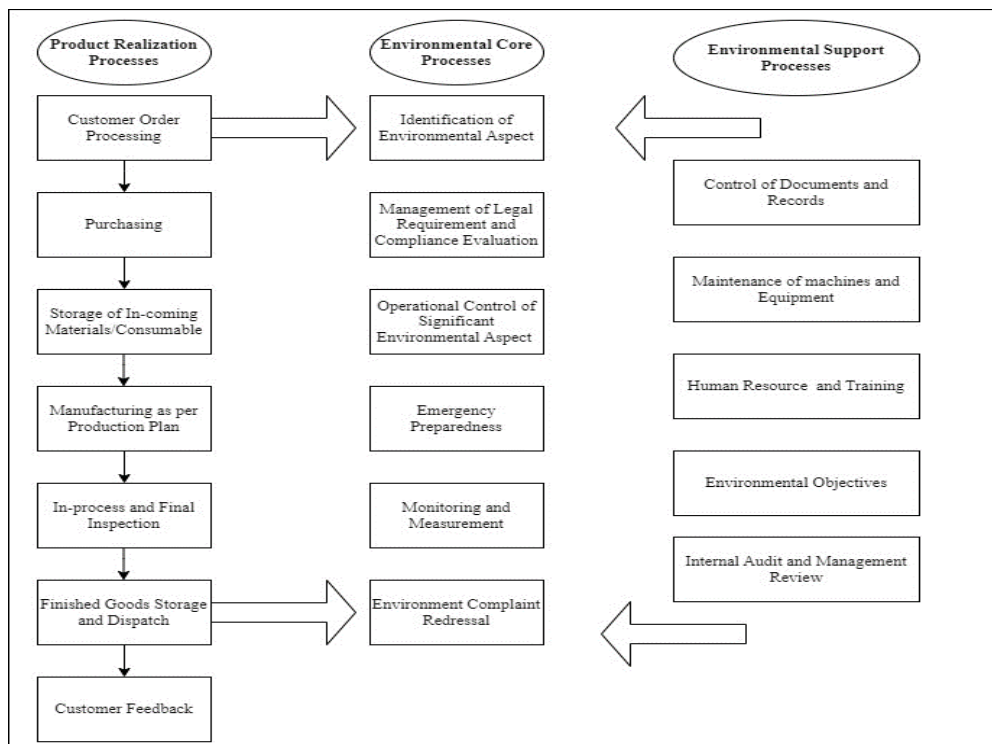 Product Realization
Processes
Customer Order
Processing
Purchasing
Storage of In-coming
Materials/Consumable
Manufacturing as per
Production Plan
In-process and Final
Inspection
Finished Goods Storage
and Dispatch
Customer Feedback
Environmental Core
Processes
Identification of
Environmental Aspect
Management of Legal
Requirement and
Compliance Evaluation
Operational Control of
Significant
Environmental Aspect
Emergency
Preparedness
Monitoring and
Measurement
Environment Complaint
Redressal
Environmental Support
Processes
Control of Documents and
Records
Maintenance of machines and
Equipment
Human Resource and Training
Environmental Objectives
Internal Audit and Management
Review